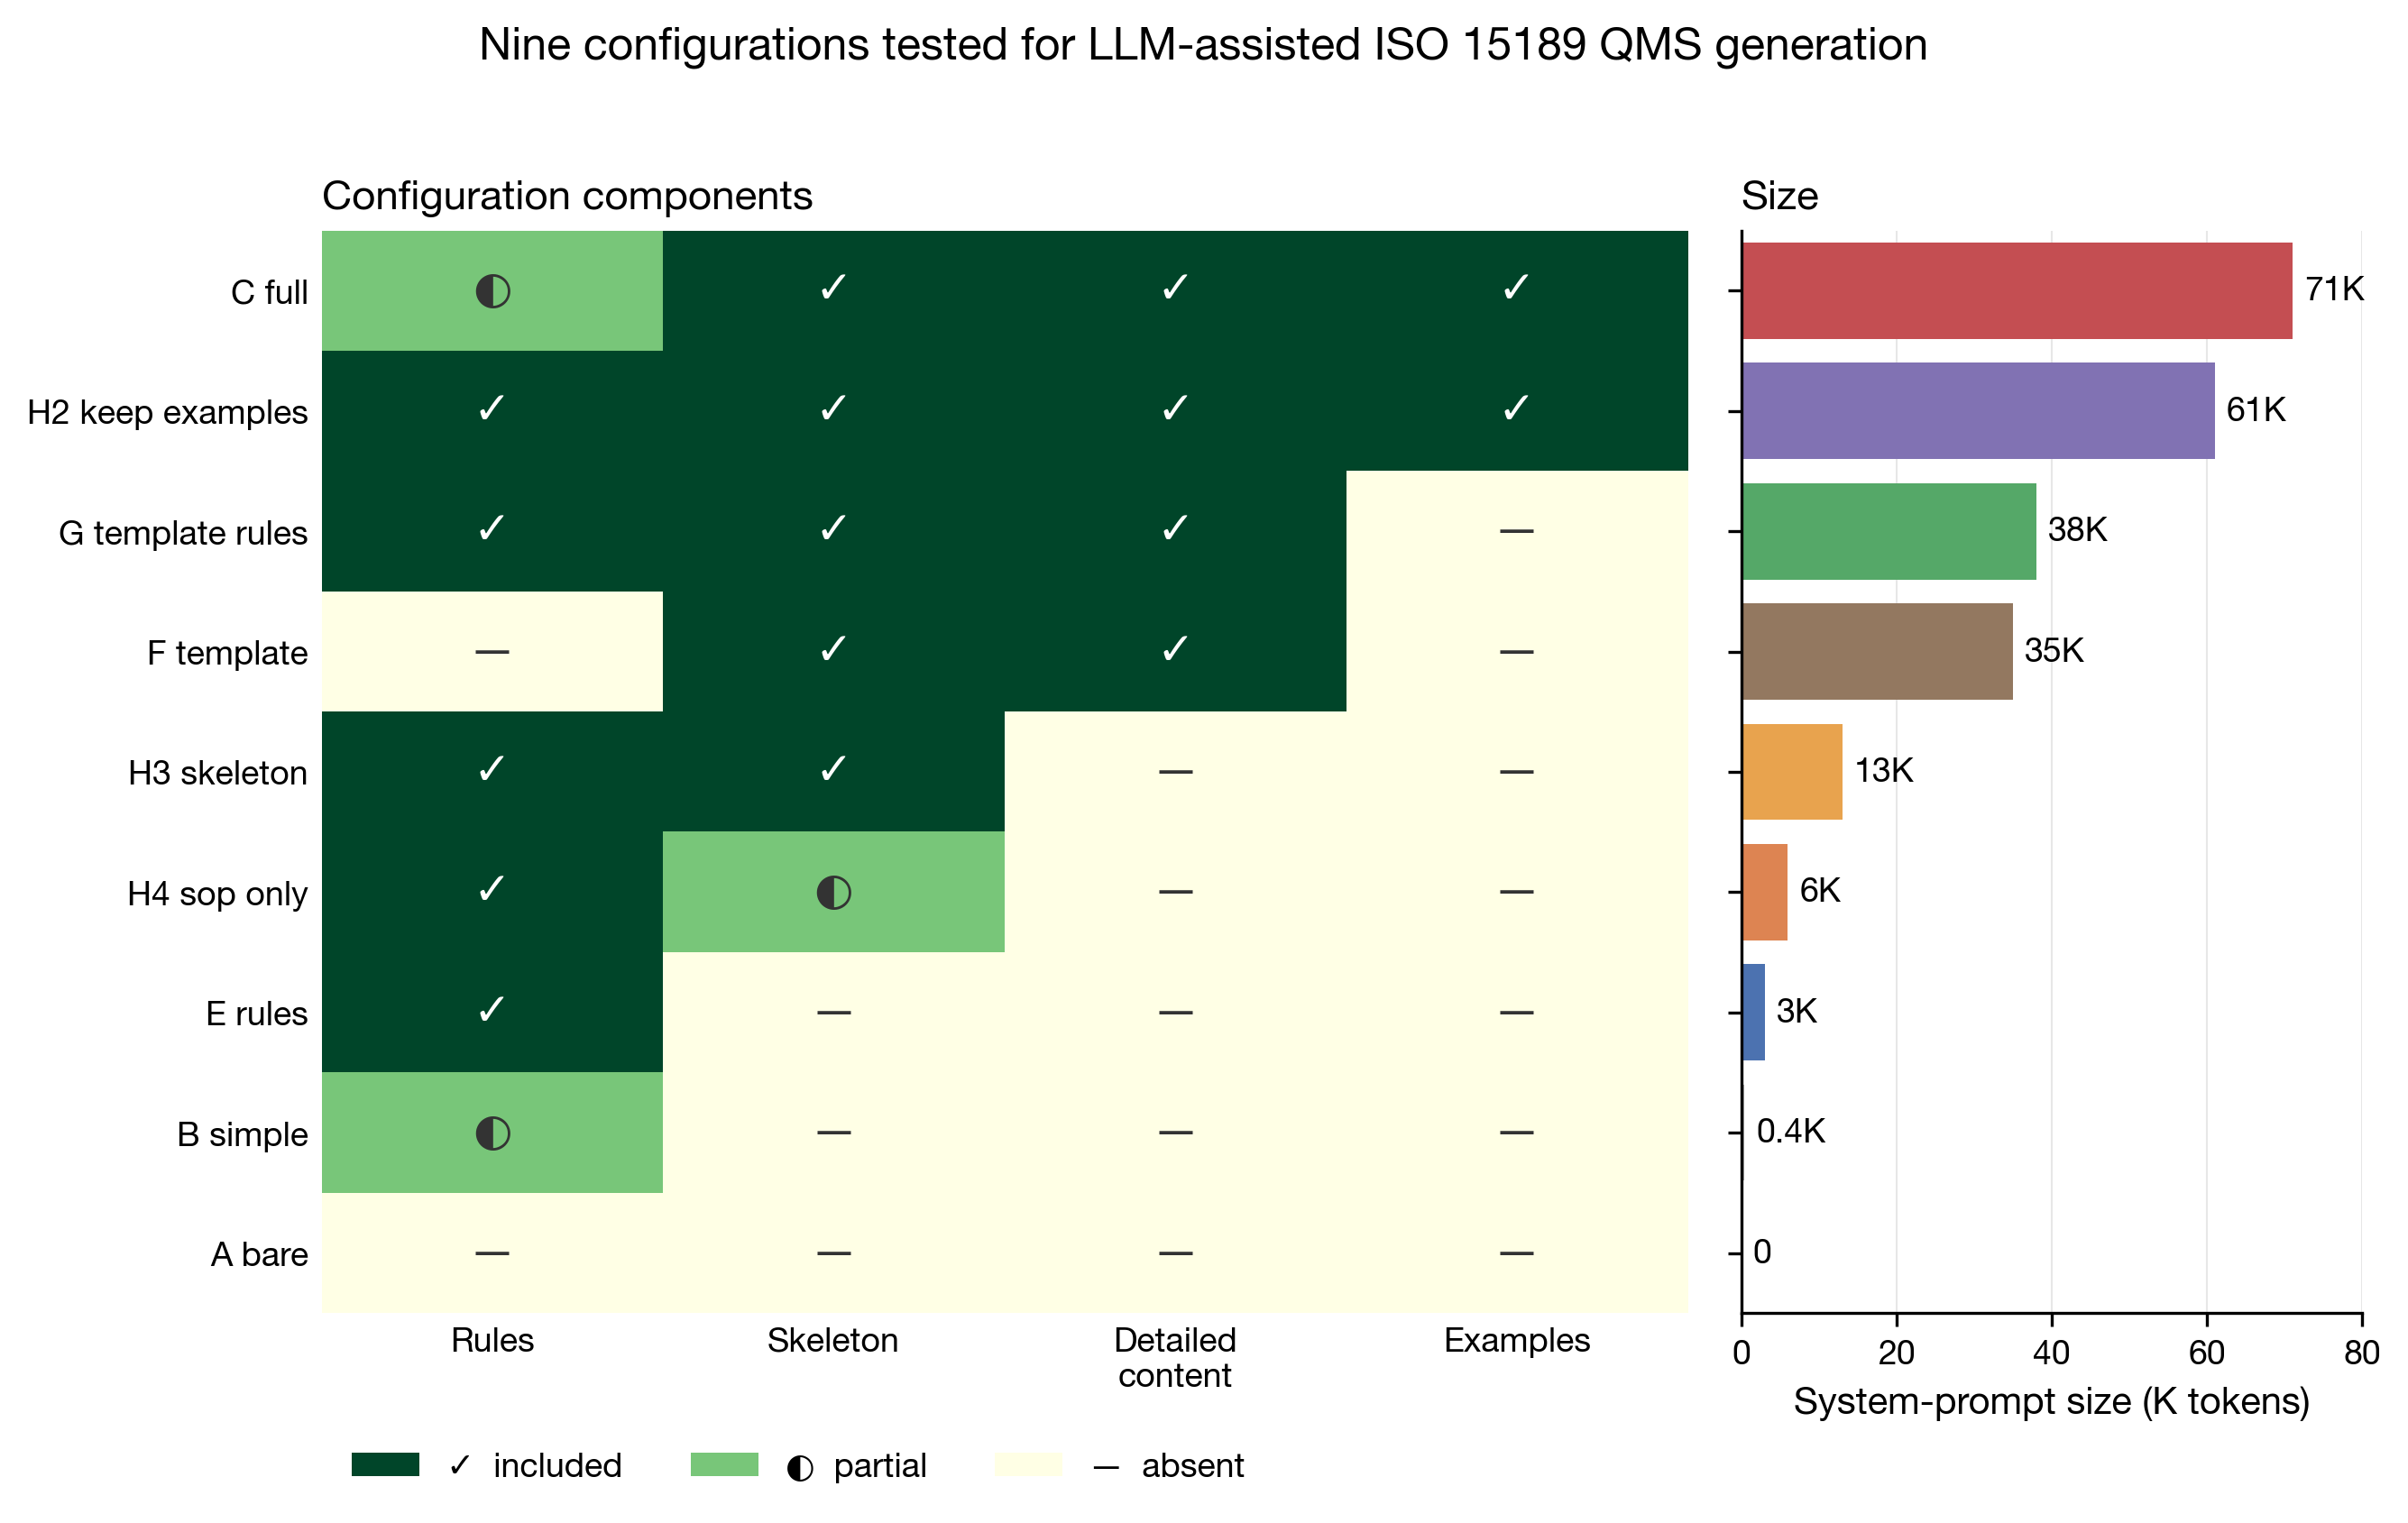 Nine configurations tested for LLM-assisted ISO 15189 QMS generation
Configuration components
Size
C full ◐ ✓ ✓ ✓ 71K
H2 keep examples ✓ ✓ ✓ ✓ 61K
G template rules ✓ ✓ ✓ — 38K
F template — ✓ ✓ — 35K
H3 skeleton ✓ ✓ — — 13K
H4 sop only ✓ ◐ — — 6K
E rules ✓ — — — 3K
B simple ◐ — — — 0.4K
A bare — — — — 0
Rules
Skeleton
Detailed
content
Examples
0 20 40 60 80
System-prompt size (K tokens)
✓ included
◐ partial
— absent